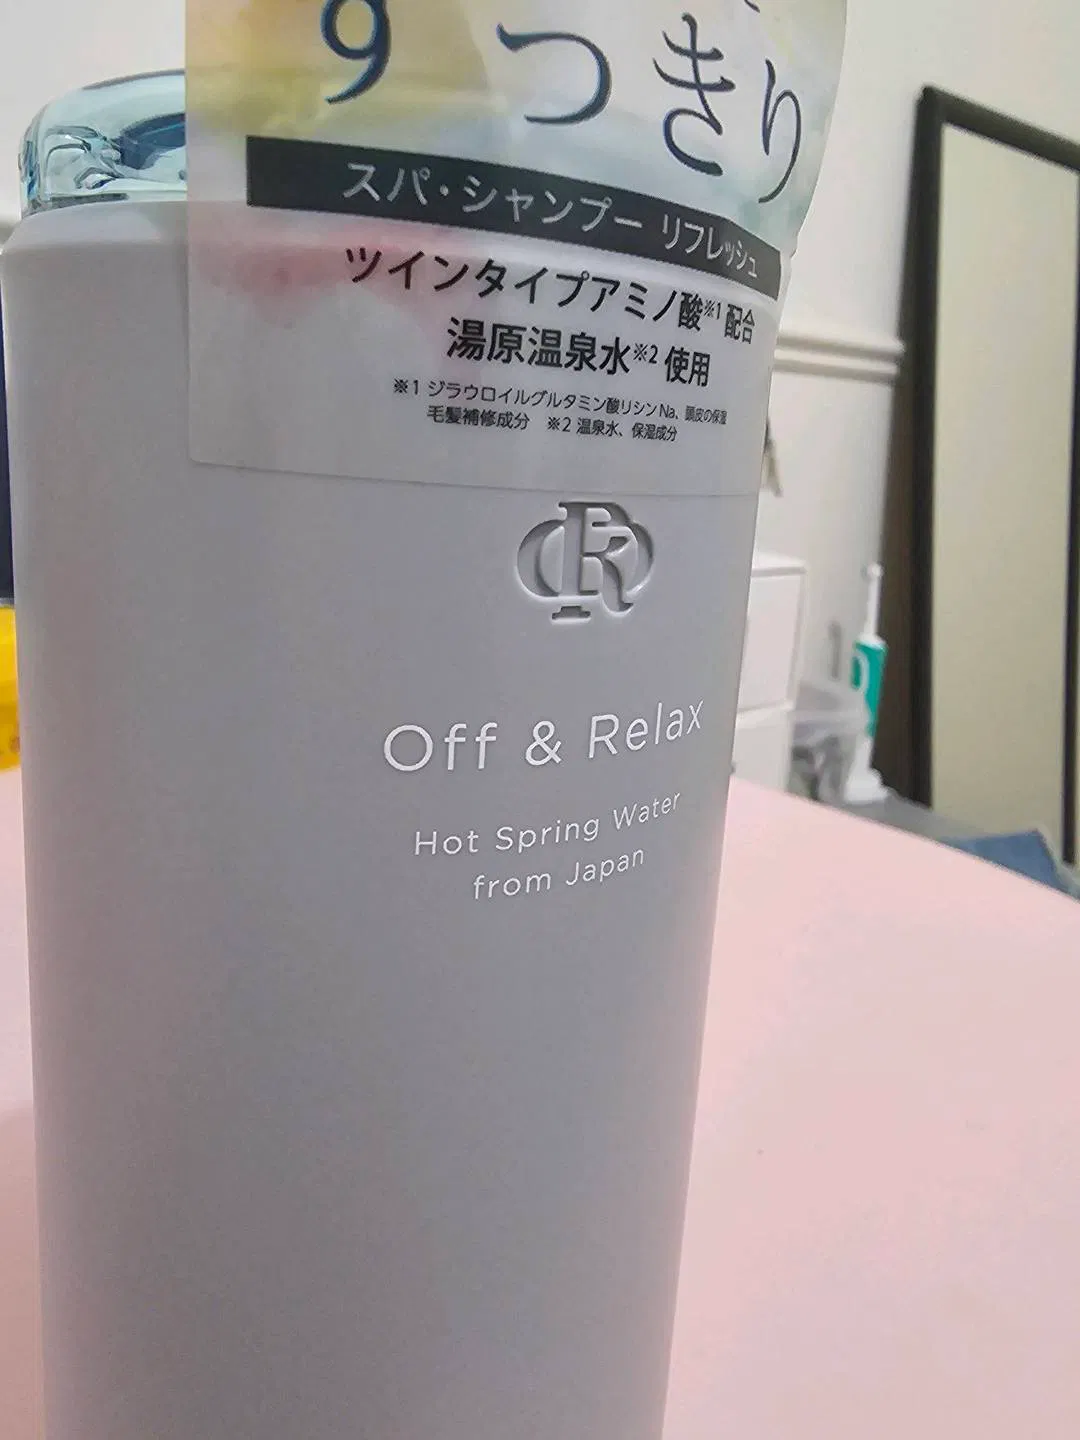 すっきり
スパ・シャンプー リフレッシュ
ツインタイプアミノ酸※1 配合
湯原温泉水※2 使用
※1 ジラウロイルグルタミン酸リシンNa、頭皮の保湿
毛髪補修成分 ※2 温泉水、保湿成分
OR
Off & Relax
Hot Spring Water
from Japan